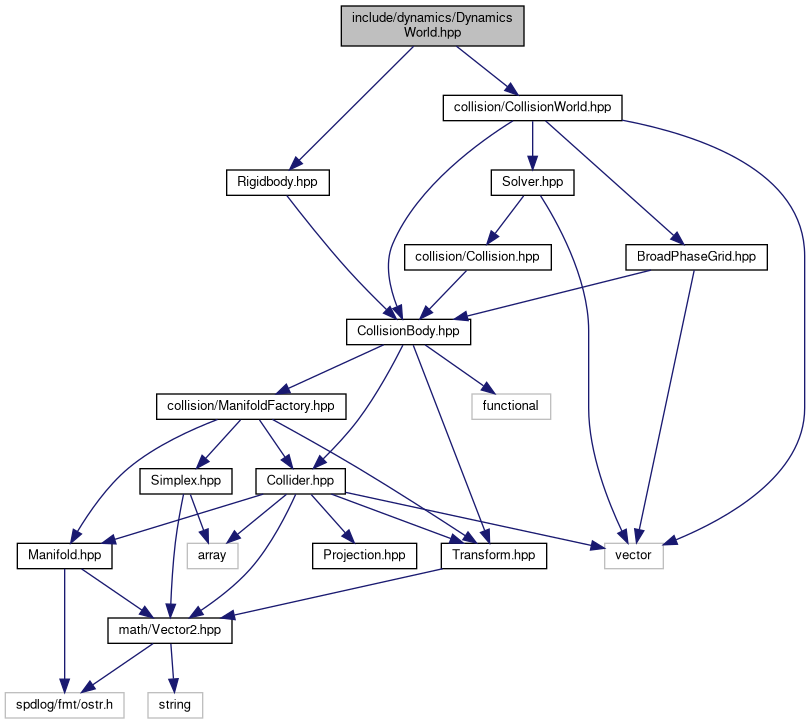 include/dynamics/Dynamics
World.hpp
collision/CollisionWorld.hpp
Rigidbody.hpp
Solver.hpp
collision/Collision.hpp
BroadPhaseGrid.hpp
CollisionBody.hpp
collision/ManifoldFactory.hpp
functional
Simplex.hpp
Collider.hpp
Manifold.hpp
array
Projection.hpp
Transform.hpp
vector
math/Vector2.hpp
spdlog/fmt/ostr.h
string